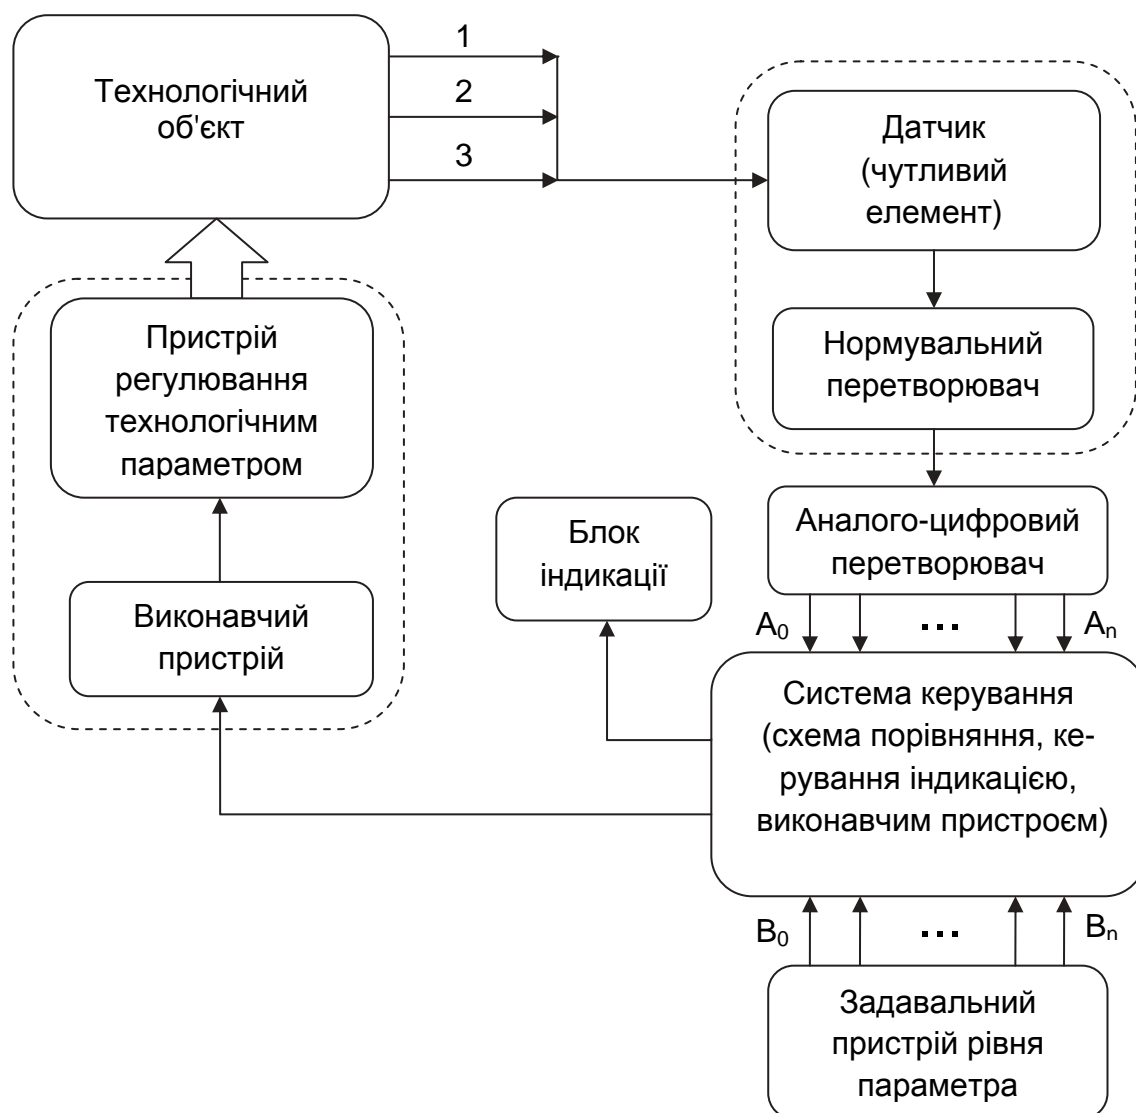 Технологічний
об'єкт
1
2
3
Датчик
(чутливий
елемент)
Нормувальний
перетворювач
Пристрій
регулювання
технологічним
параметром
Виконавчий
пристрій
Блок
індикації
Аналого-цифровий
перетворювач
A₀ ... Aₙ
Система керування
(схема порівняння, ке-
рування індикацією,
виконавчим пристроєм)
B₀ ... Bₙ
Задавальний
пристрій рівня
параметра